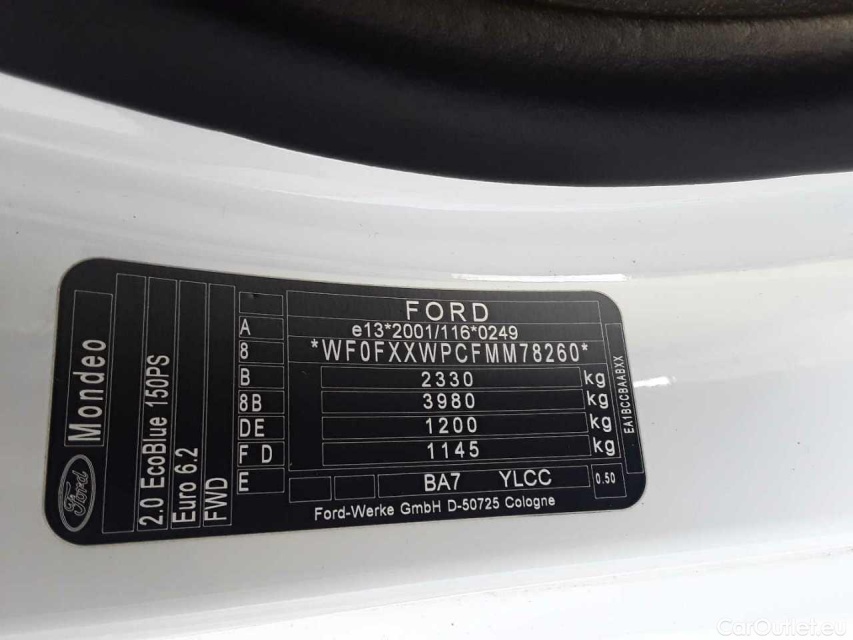 Ford
Mondeo
2.0 EcoBlue 150PS
Euro 6.2
FWD
A
8
B
8B
DE
F D
E
FORD
e13*2001/116*0249
*WF0FXXWPCFMM78260*
2330 kg
3980 kg
1200 kg
1145 kg
BA7 YLCC
0.50
Ford-Werke GmbH D-50725 Cologne
EA1BCCBAABXX
CarOutlet.eu